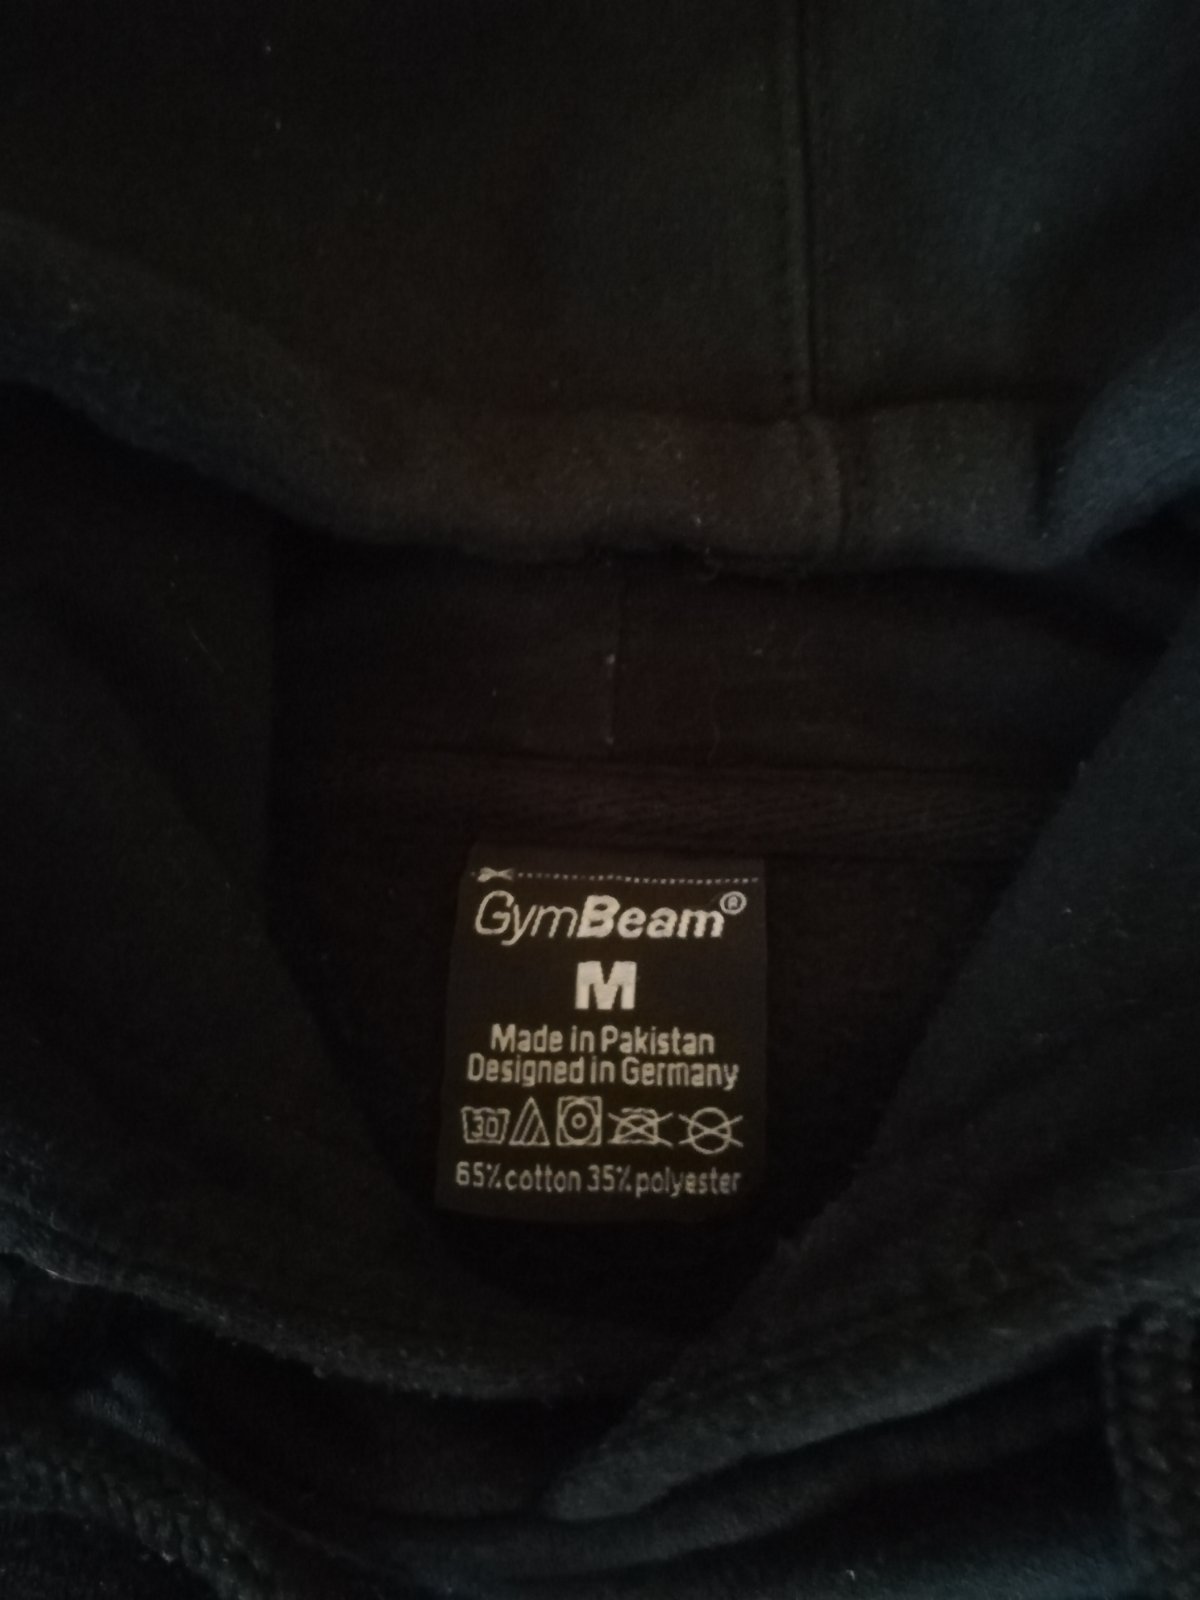 GymBeam®
M
Made in Pakistan
Designed in Germany
30
65% cotton 35% polyester